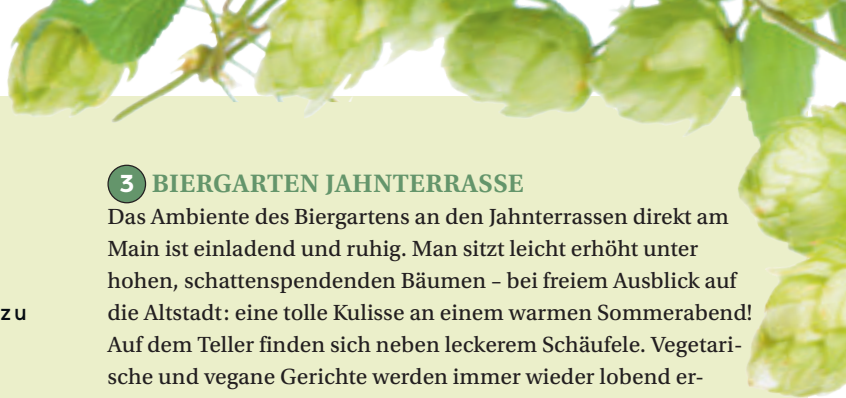 3 BIERGARTEN JAHNTERRASSE
Das Ambiente des Biergartens an den Jahnterrassen direkt am
Main ist einladend und ruhig. Man sitzt leicht erhöht unter
hohen, schattenspendenden Bäumen – bei freiem Ausblick auf
zu
die Altstadt: eine tolle Kulisse an einem warmen Sommerabend!
Auf dem Teller finden sich neben leckerem Schäufele. Vegetari-
sche und vegane Gerichte werden immer wieder lobend er-